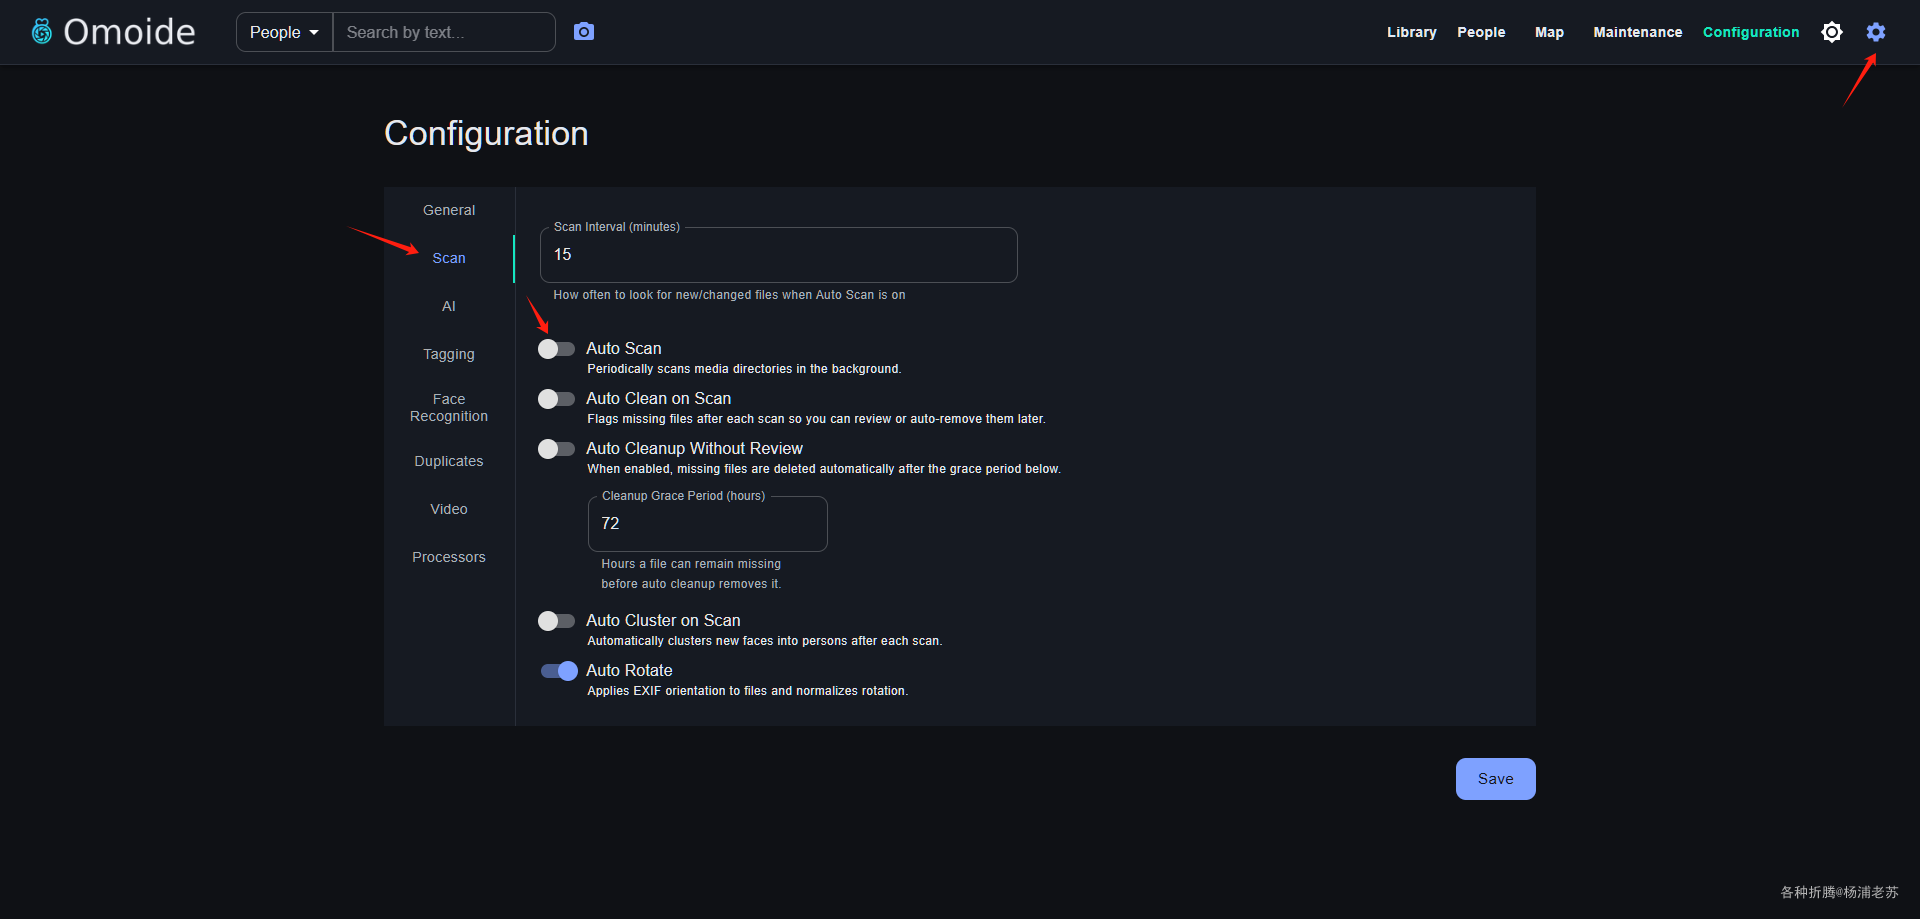 Omoide
People
Search by text...
Library
People
Map
Maintenance
Configuration
Configuration
General
Scan
AI
Tagging
Face
Recognition
Duplicates
Video
Processors
Scan Interval (minutes)
15
How often to look for new/changed files when Auto Scan is on
Auto Scan
Periodically scans media directories in the background.
Auto Clean on Scan
Flags missing files after each scan so you can review or auto-remove them later.
Auto Cleanup Without Review
When enabled, missing files are deleted automatically after the grace period below.
Cleanup Grace Period (hours)
72
Hours a file can remain missing
before auto cleanup removes it.
Auto Cluster on Scan
Automatically clusters new faces into persons after each scan.
Auto Rotate
Applies EXIF orientation to files and normalizes rotation.
Save
各种折腾@杨浦老苏